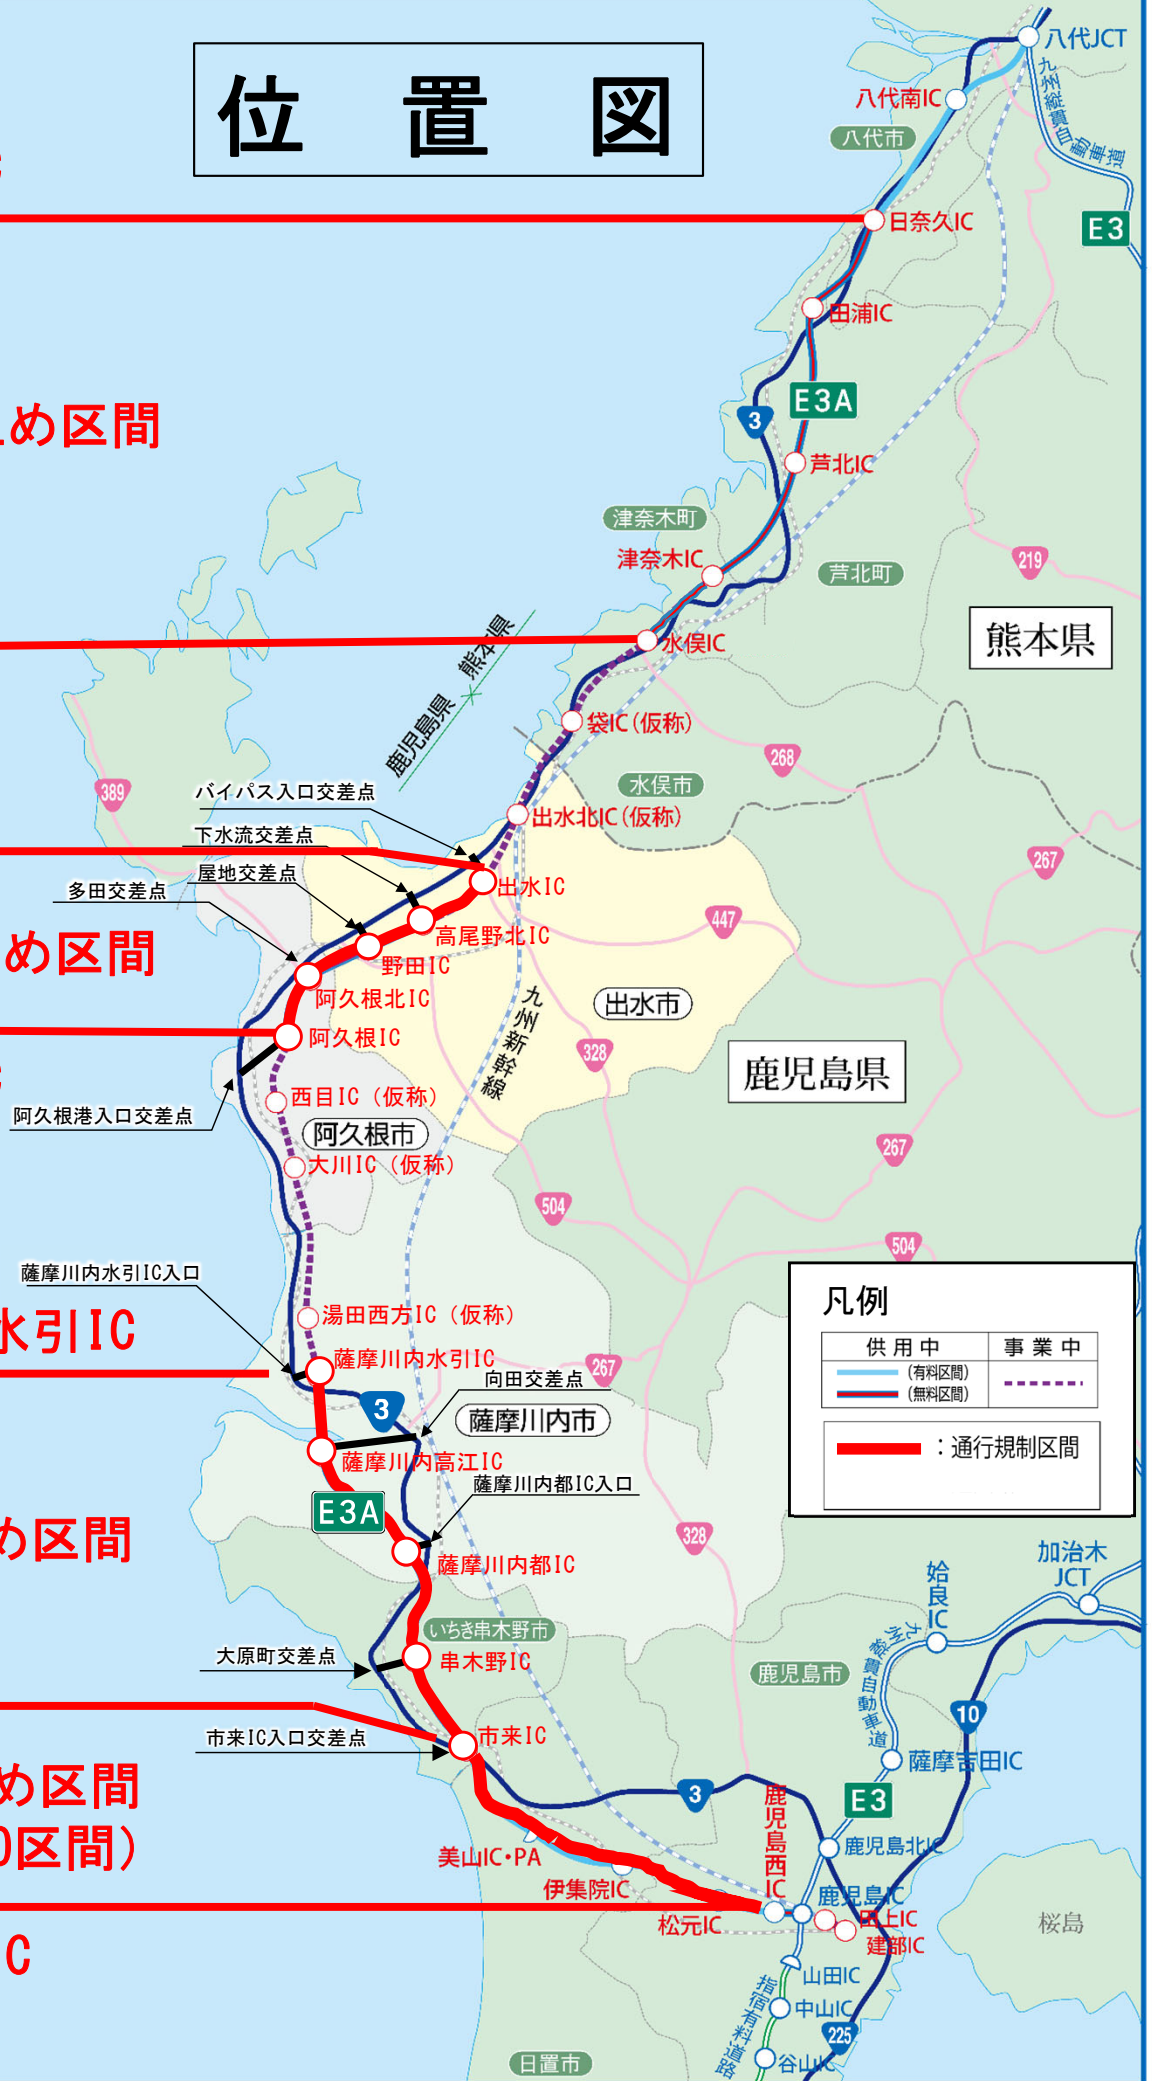 位置図
八代JCT
八代南IC
八代市
九州縦貫自動車道
日奈久IC
E3
田浦IC
E3A
3
め区間
芦北IC
津奈木町
津奈木IC
芦北町
219
水俣IC
熊本県
熊本県
鹿児島県
袋IC(仮称)
268
水俣市
389
バイパス入口交差点
出水北IC(仮称)
下水流交差点
屋地交差点
多田交差点
出水IC
267
447
高尾野北IC
め区間
野田IC
阿久根北IC
出水市
九州新幹線
阿久根IC
328
鹿児島県
西目IC(仮称)
阿久根港入口交差点
阿久根市
267
大川IC(仮称)
504
504
薩摩川内水引IC入口
湯田西方IC(仮称)
水引IC
薩摩川内水引IC
267
向田交差点
3
薩摩川内市
薩摩川内高江IC
薩摩川内都IC入口
E3A
め区間
328
薩摩川内都IC
凡例
供用中
事業中
(有料区間)
(無料区間)
:通行規制区間
加治木JCT
姶良IC
九州縦貫自動車道
いちき串木野市
大原町交差点
串木野IC
鹿児島市
10
市来IC
市来IC入口交差点
薩摩吉田IC
め区間
3
E3
0区間)
鹿児島西IC
鹿児島北IC
美山IC・PA
伊集院IC
鹿児島IC
松元IC
田上IC
桜島
建部IC
C
山田IC
指宿有料道路
中山IC
225
谷山IC
日置市